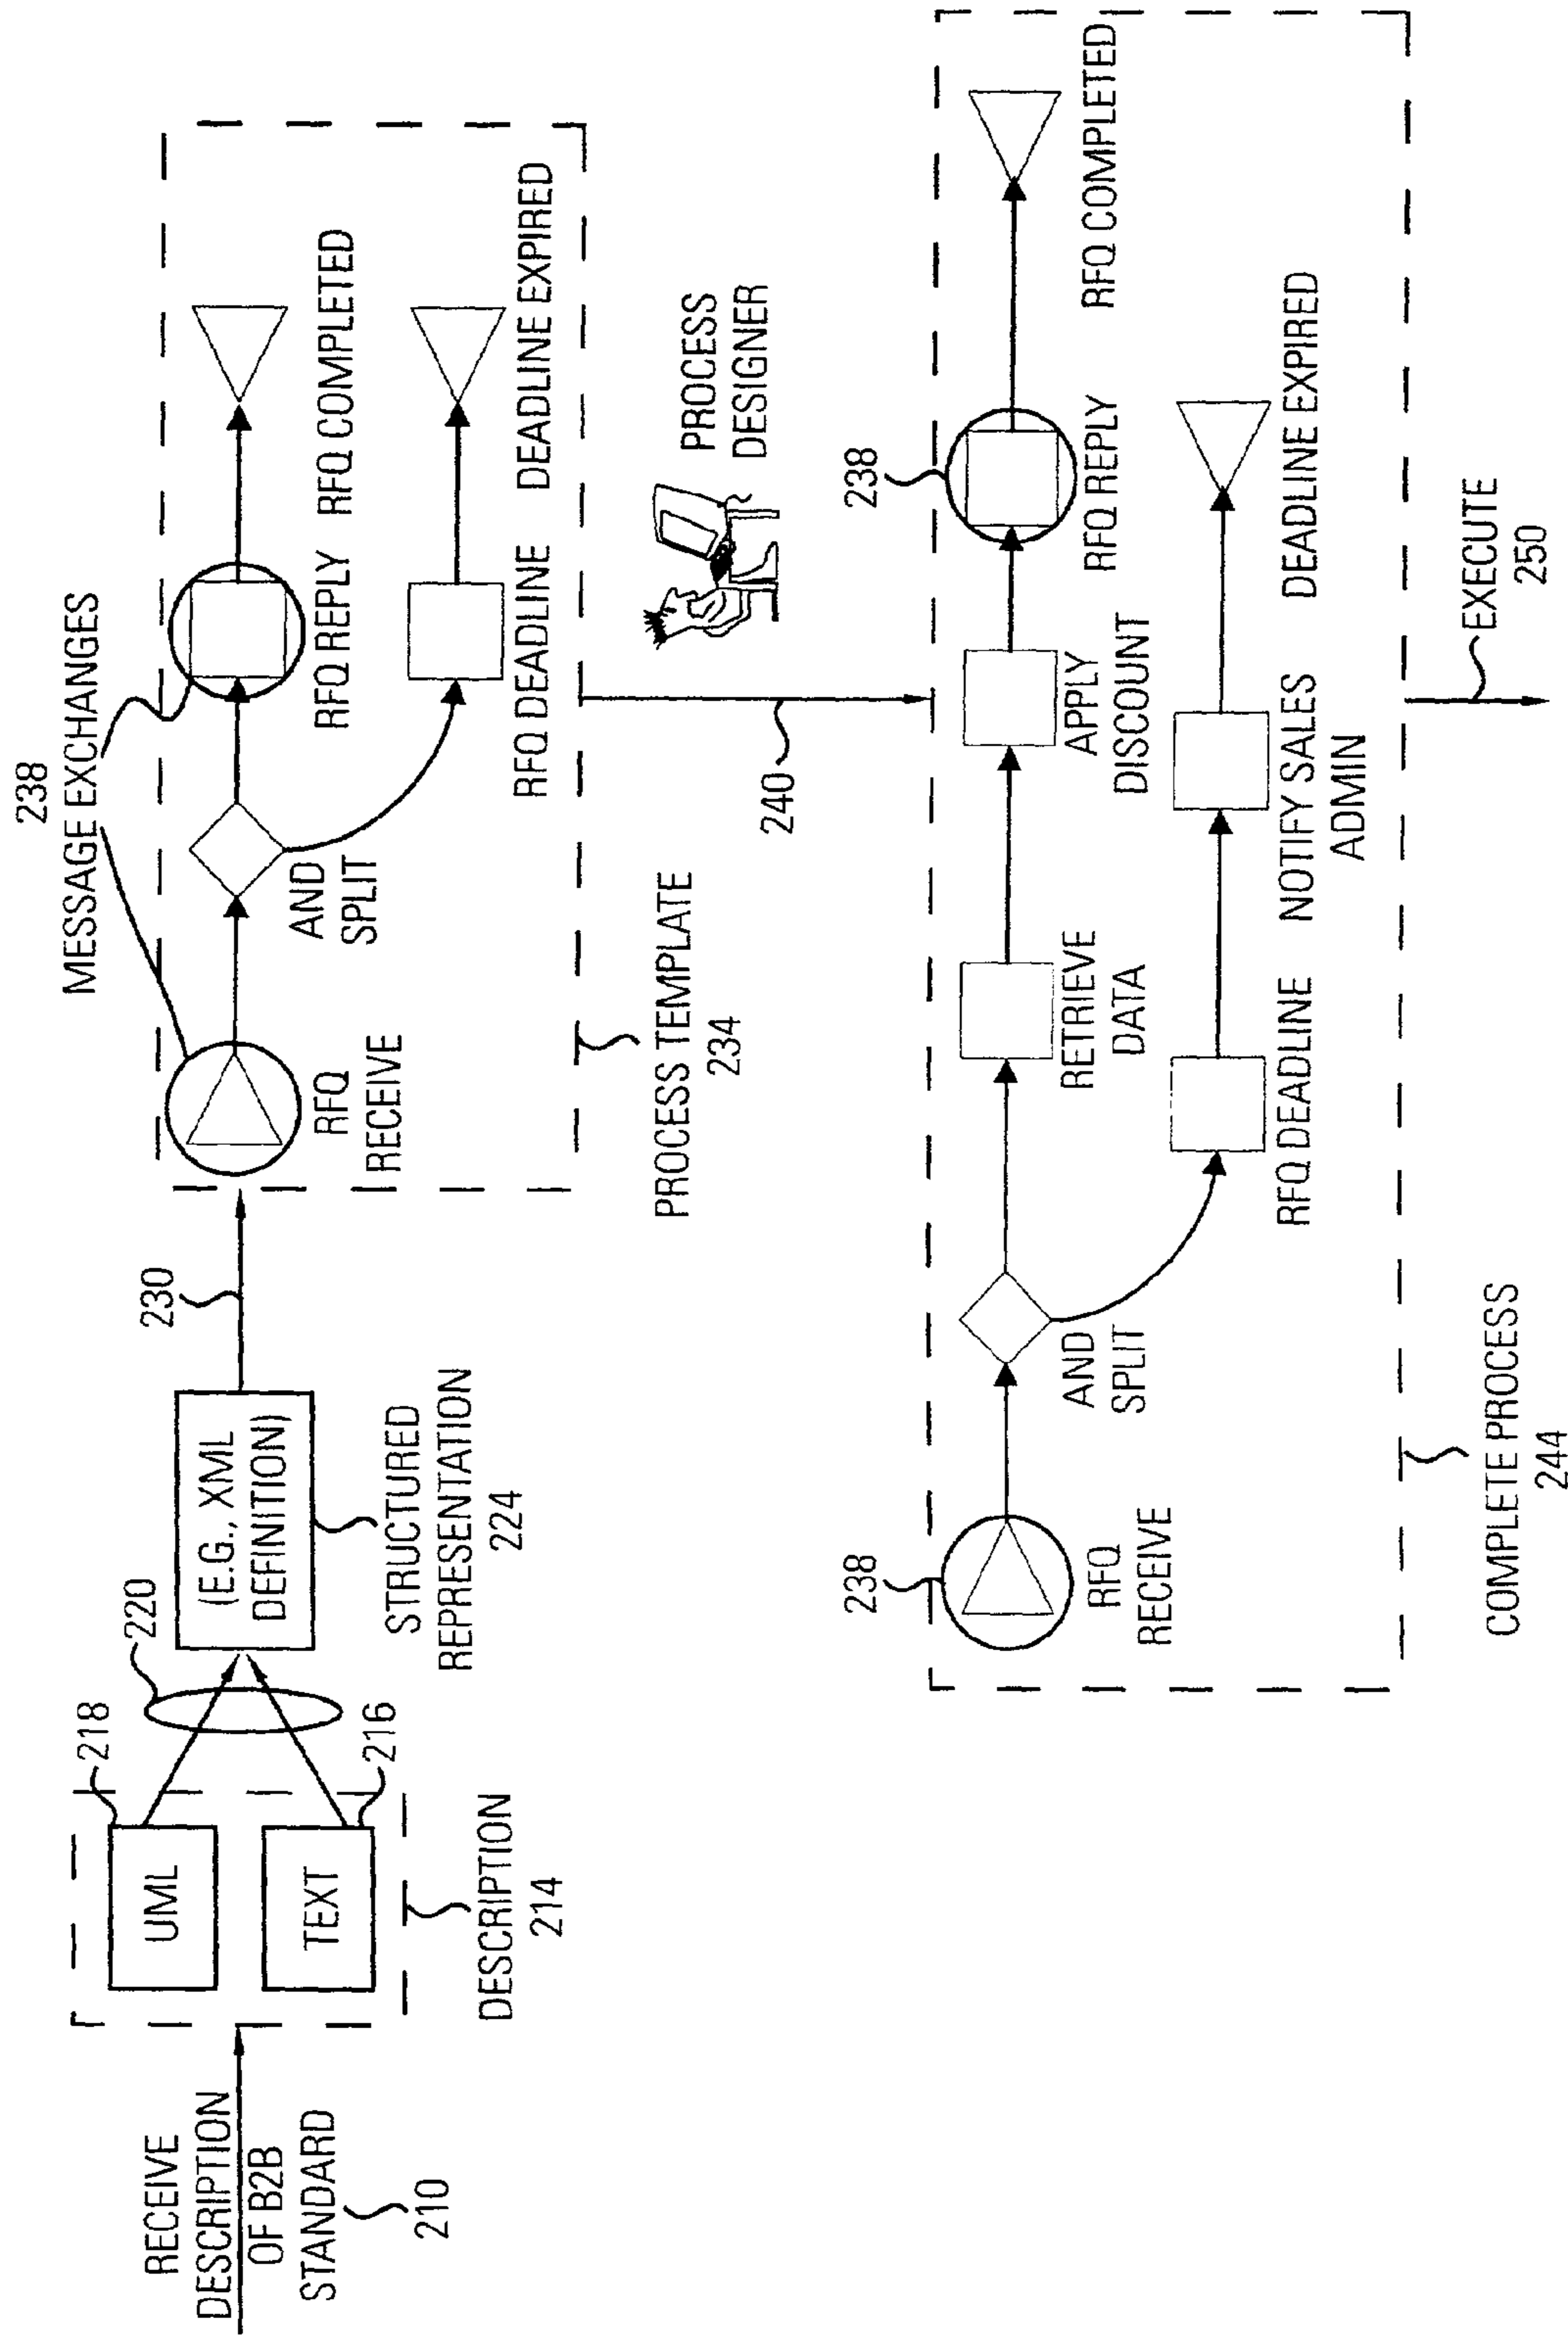 RECEIVE
DESCRIPTION
OF B2B
STANDARD
210
UML
218
TEXT
216
DESCRIPTION
214
220
(E.G., XML
DEFINITION)
STRUCTURED
REPRESENTATION
224
230
238
MESSAGE EXCHANGES
RFQ
RECEIVE
AND
SPLIT
RFQ REPLY
RFQ COMPLETED
RFQ DEADLINE
DEADLINE EXPIRED
PROCESS TEMPLATE
234
240
PROCESS
DESIGNER
238
RFQ
RECEIVE
AND
SPLIT
RETRIEVE
DATA
APPLY
DISCOUNT
238
RFQ REPLY
RFQ COMPLETED
RFQ DEADLINE
NOTIFY SALES
ADMIN
DEADLINE EXPIRED
COMPLETE PROCESS
244
EXECUTE
250